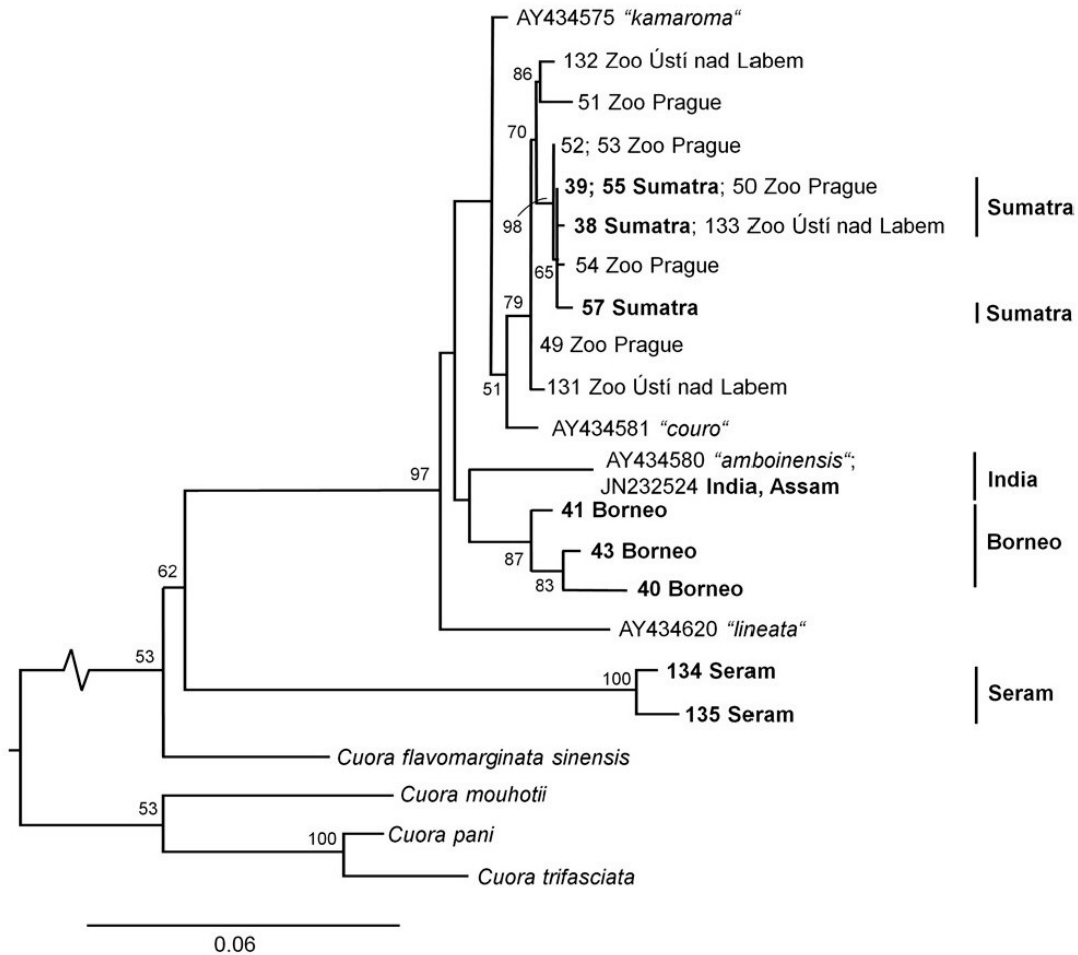 AY434575 "kamaroma“
132 Zoo Ústí nad Labem
86
51 Zoo Prague
70
52; 53 Zoo Prague
39; 55 Sumatra; 50 Zoo Prague
Sumatra
98
38 Sumatra; 133 Zoo Ústí nad Labem
54 Zoo Prague
65
79
57 Sumatra
Sumatra
49 Zoo Prague
131 Zoo Ústí nad Labem
51
AY434581 "couro“
AY434580 "amboinensis“;
97
JN232524 India, Assam
India
41 Borneo
87
43 Borneo
Borneo
83
40 Borneo
62
AY434620 “lineata“
53
100
134 Seram
Seram
135 Seram
Cuora flavomarginata sinensis
Cuora mouhotii
53
Cuora pani
100
Cuora trifasciata
0.06